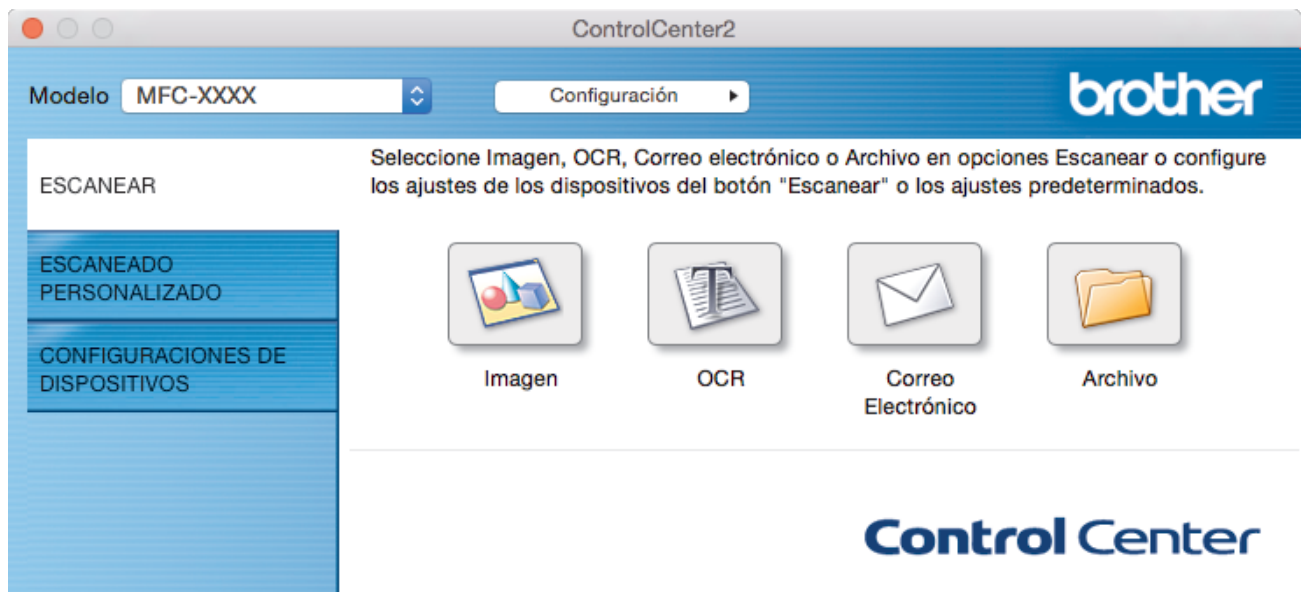 ControlCenter2
Modelo MFC-XXXX Configuración brother
Seleccione Imagen, OCR, Correo electrónico o Archivo en opciones Escanear o configure
los ajustes de los dispositivos del botón "Escanear" o los ajustes predeterminados.
ESCANEAR
ESCANEADO
PERSONALIZADO
CONFIGURACIONES DE
DISPOSITIVOS
Imagen OCR Correo Archivo
Electrónico
Control Center